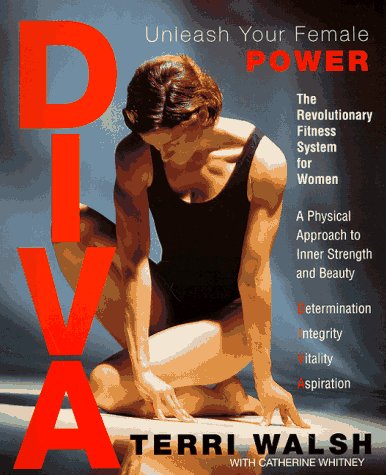 DIVA
Unleash Your Female
POWER
The
Revolutionary
Fitness
System for
Women
A Physical
Approach to
Inner Strength
and Beauty
Determination
Integrity
Vitality
Aspiration
TERRI WALSH
WITH CATHERINE WHITNEY